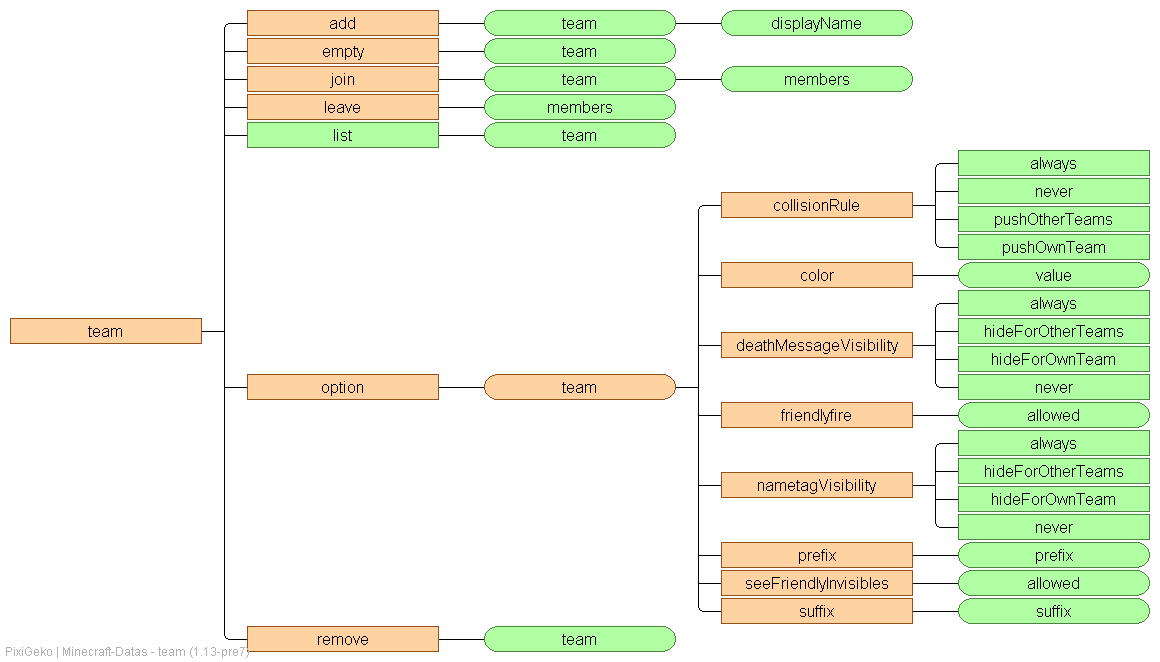 add team displayName
empty team
join team members
leave members
list team
always
never
collisionRule
pushOtherTeams
pushOwnTeam
color value
always
team
hideForOtherTeams
deathMessageVisibility
hideForOwnTeam
option team
never
friendlyfire allowed
always
hideForOtherTeams
nametagVisibility
hideForOwnTeam
never
prefix prefix
seeFriendlyInvisibles allowed
suffix suffix
remove team
PixiGeko | Minecraft-Datas - team (1.13-pre7)